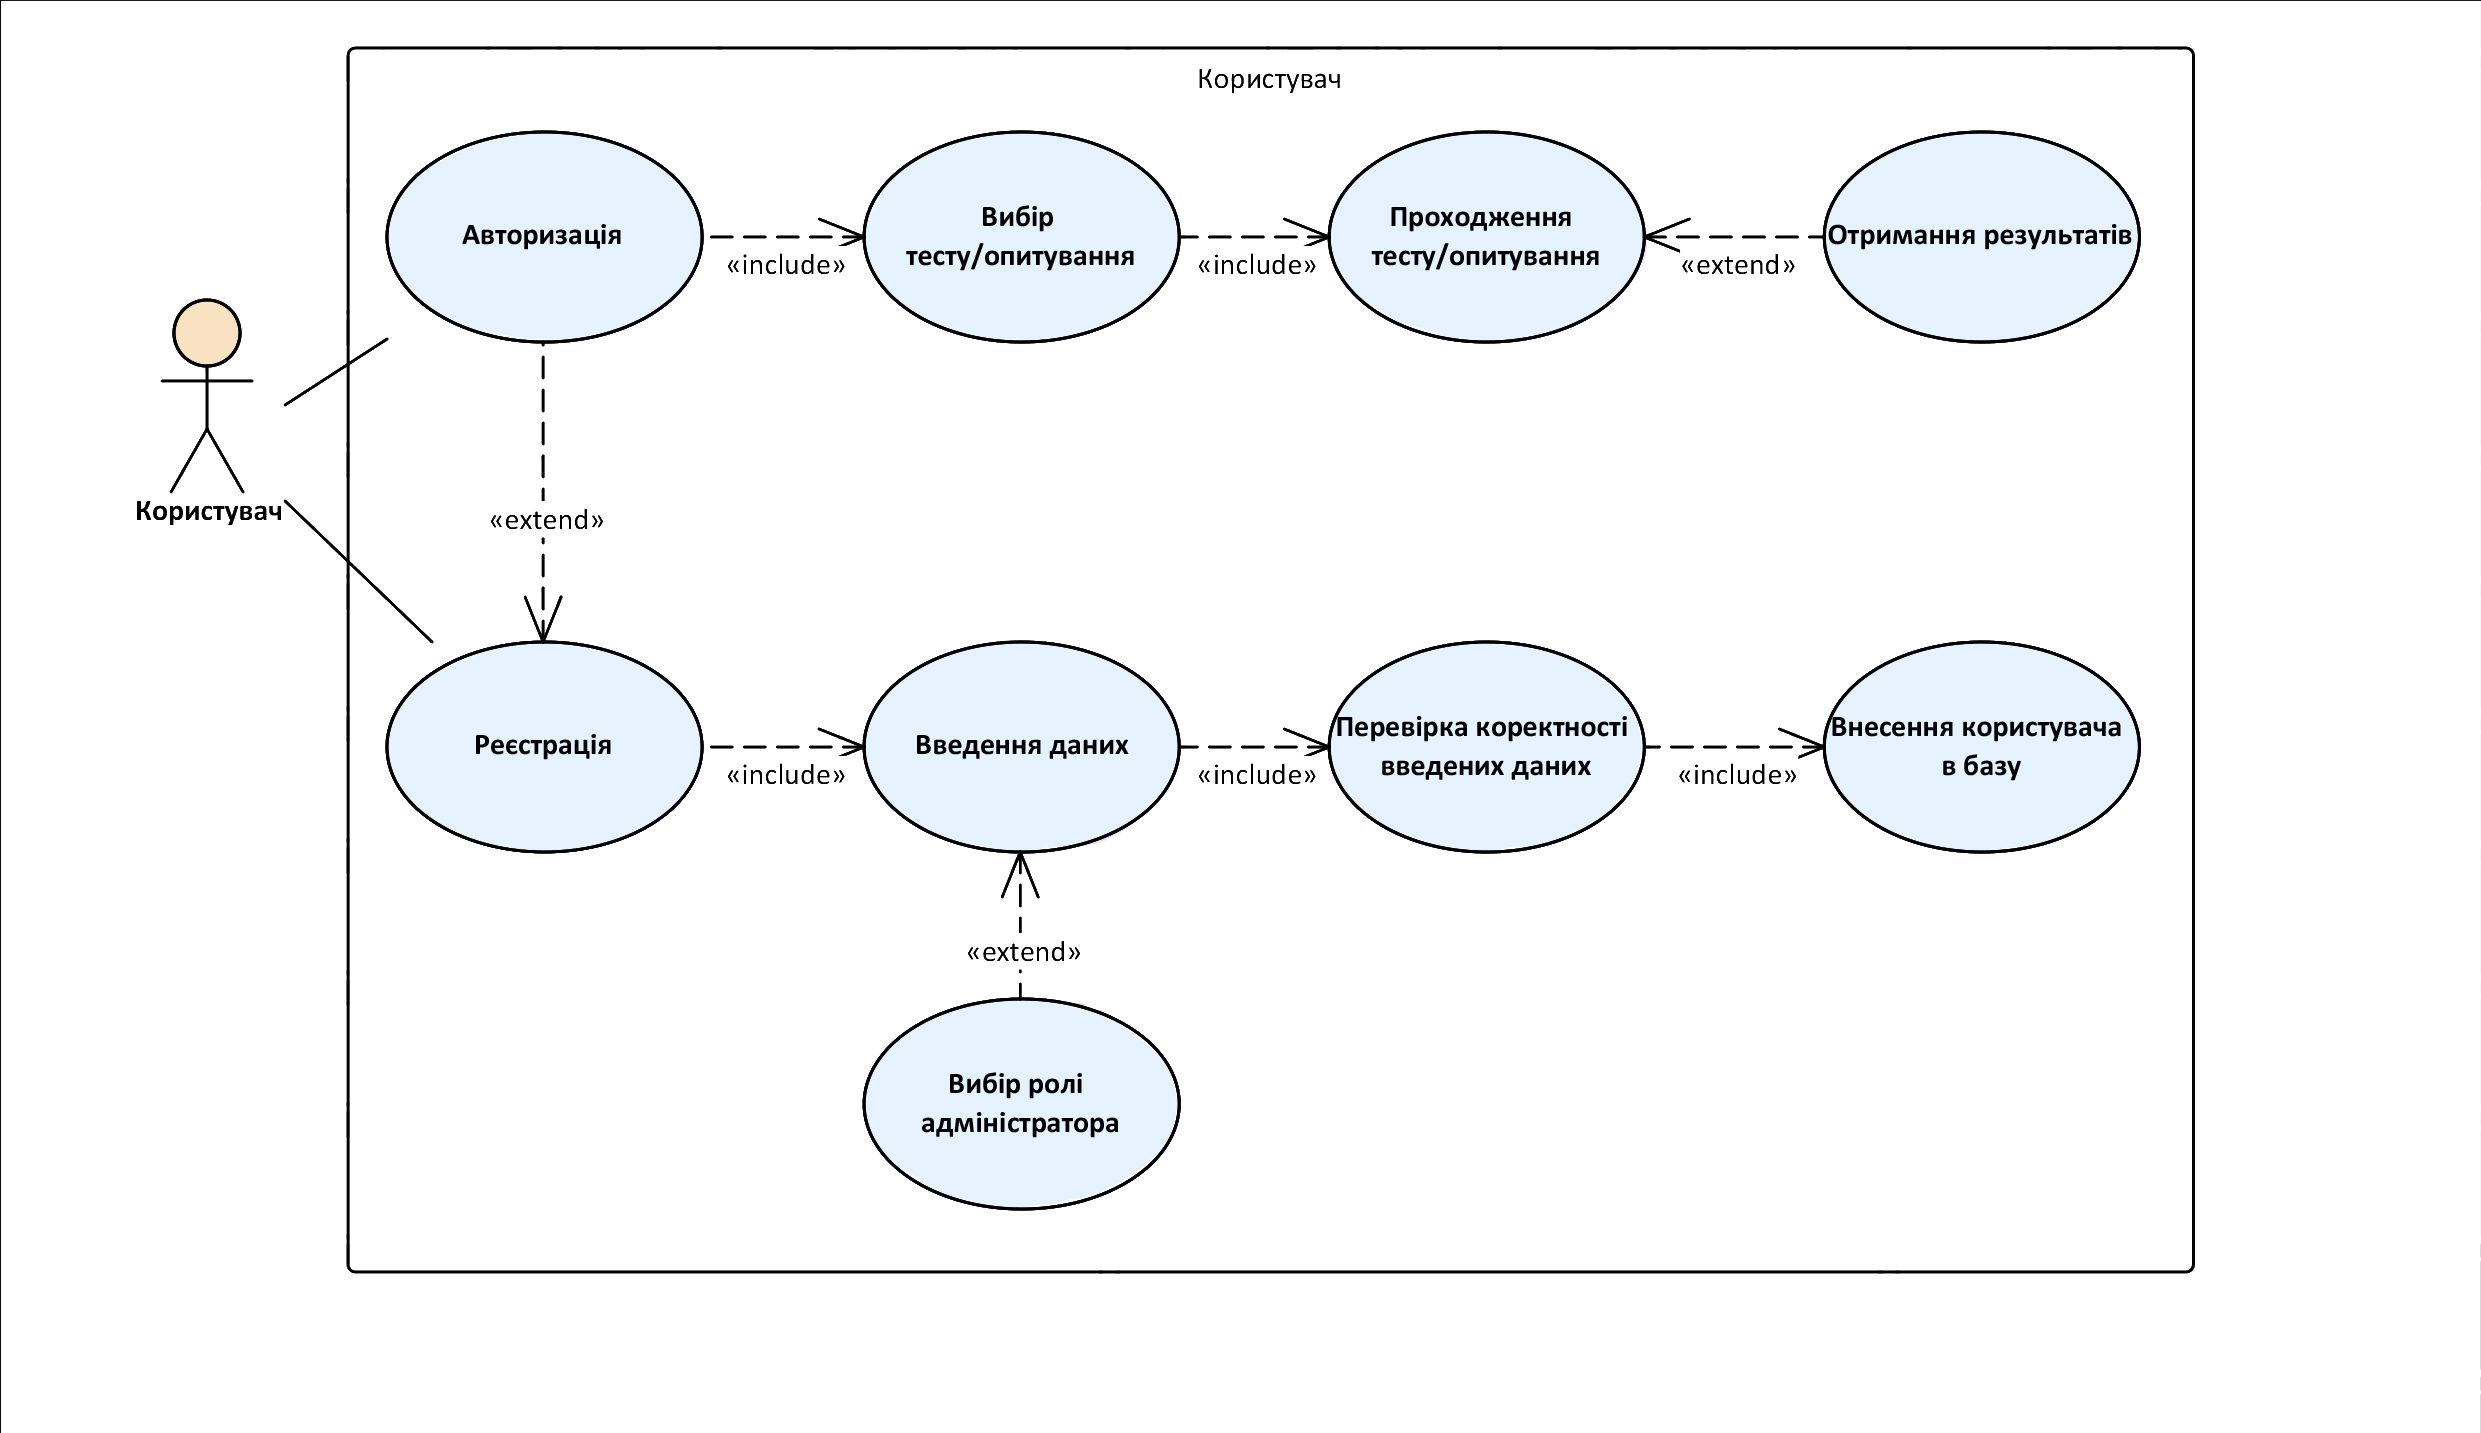 Користувач
Авторизація
«include»
Вибір
тесту/опитування
«include»
Проходження
тесту/опитування
«extend»
Отримання результатів
Користувач
«extend»
Реєстрація
«include»
Введення даних
«include»
Перевірка коректності
введених даних
«include»
Внесення користувача
в базу
«extend»
Вибір ролі
адміністратора